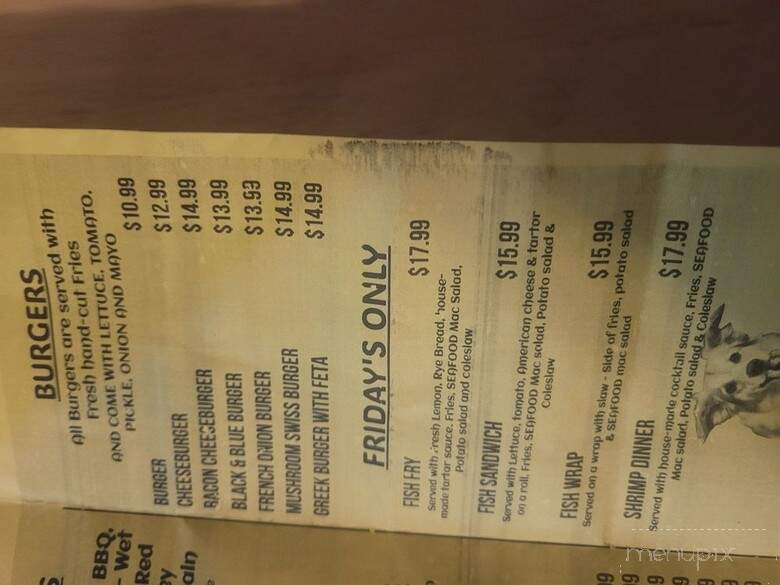 BURGERS
All Burgers are served with
Fresh hand-cut Fries
AND COME WITH LETTUCE, TOMATO,
PICKLE, ONION AND MAYO
BURGER $10.99
CHEESEBURGER $12.99
BACON CHEESEBURGER $14.99
BLACK & BLUE BURGER $13.99
FRENCH ONION BURGER $13.99
MUSHROOM SWISS BURGER $14.99
GREEK BURGER WITH FETA $14.99
FRIDAY'S ONLY
FISH FRY $17.99
Served with Fresh Lemon, Rye Bread, house-
made tartar sauce, Fries, SEAFOOD Mac Salad,
Potato salad and coleslaw
FISH SANDWICH $15.99
Served with Lettuce, tomato, American cheese & tartor
on a roll, Fries, SEAFOOD Mac salad, Potato salad &
Coleslaw
FISH WRAP $15.99
Served on a wrap with slaw - side of fries, potato salad
& SEAFOOD mac salad
SHRIMP DINNER $17.99
Served with house-made cocktail sauce, Fries, SEAFOOD
Mac salad, Potato salad & Coleslaw
S
BBQ,
- Wet
Red
ain
menupix